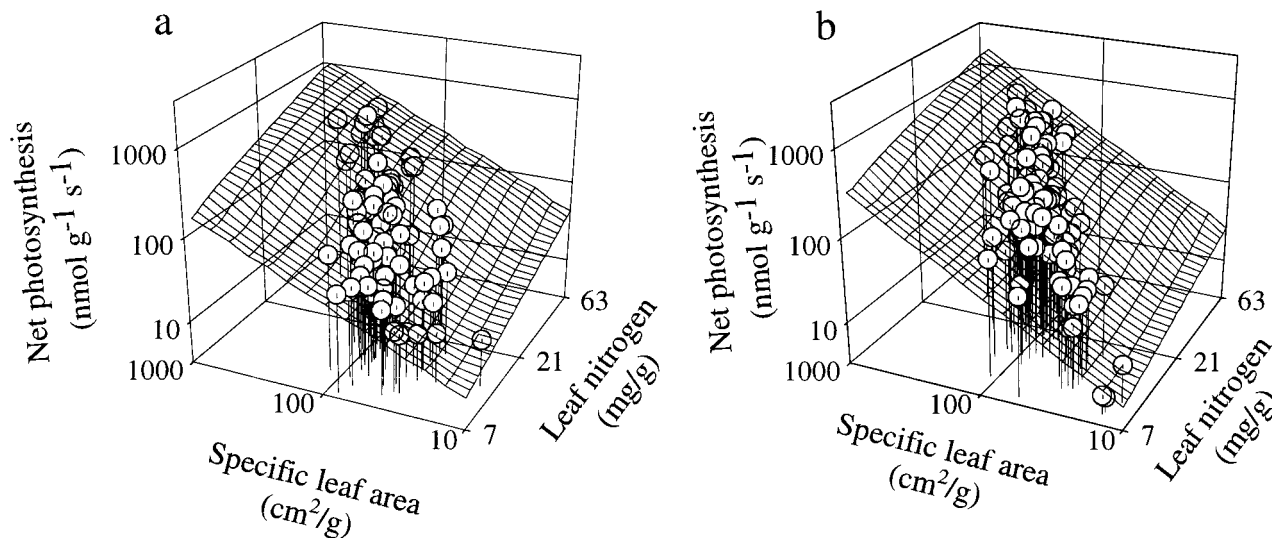 a
Net photosynthesis
(nmol g⁻¹ s⁻¹)
1000
100
10
1000
100
10
7
21
63
Specific leaf area
(cm²/g)
Leaf nitrogen
(mg/g)
b
Net photosynthesis
(nmol g⁻¹ s⁻¹)
1000
100
10
1000
100
10
7
21
63
Specific leaf area
(cm²/g)
Leaf nitrogen
(mg/g)